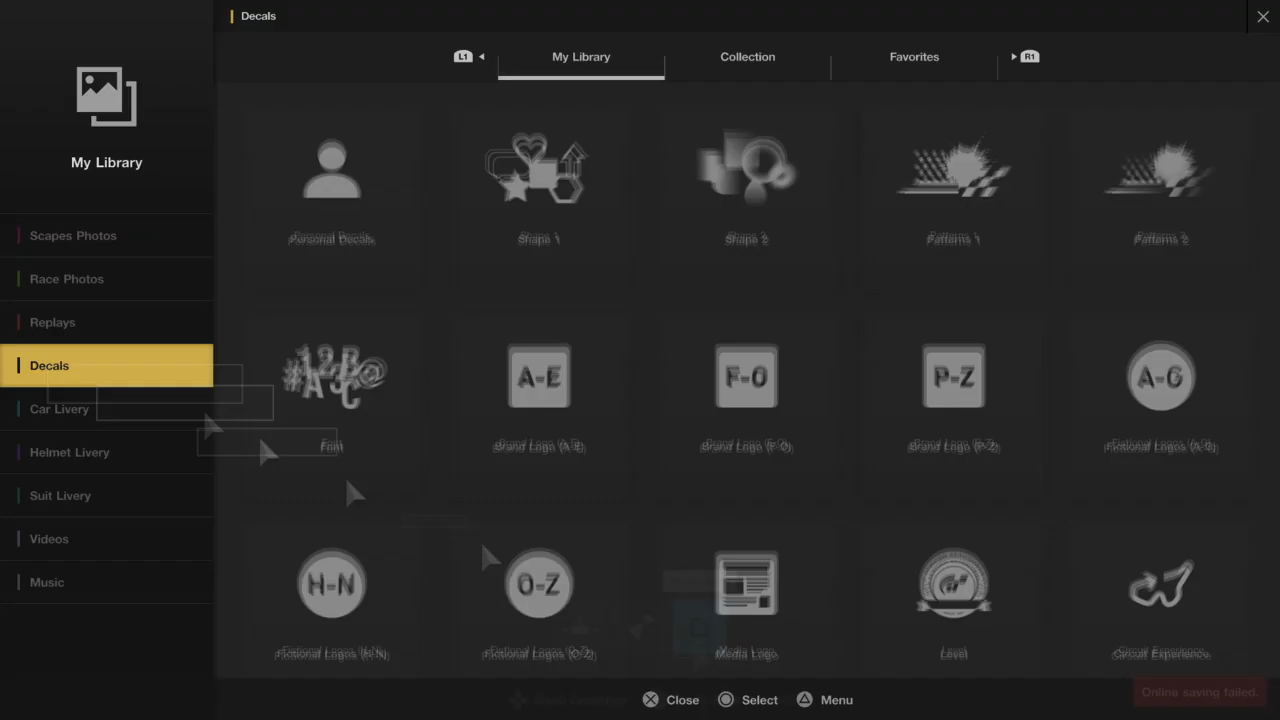 Decals
L1
My Library
Collection
Favorites
R1
My Library
Scapes Photos
Race Photos
Replays
Decals
Car Livery
Helmet Livery
Suit Livery
Videos
Music
Personal Decals
Shape 1
Shape 2
Patterns 1
Patterns 2
#12B@
A3C
A-E
F-O
P-Z
A-G
Font
Brand Logo (A-E)
Brand Logo (F-O)
Brand Logo (P-Z)
Fictional Logos (A-G)
H-N
O-Z
Fictional Logos (H-N)
Fictional Logos (O-Z)
Media Logo
Level
Circuit Experience
Close
Select
Menu
Online saving failed.